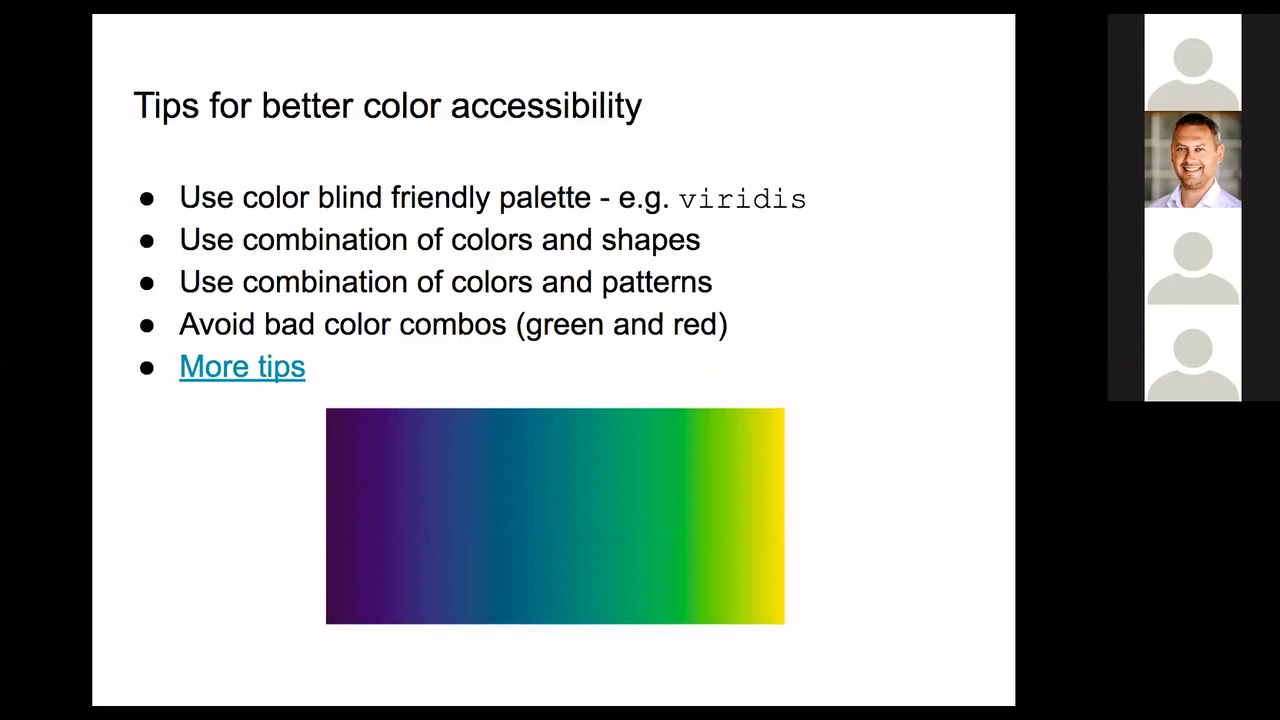 Tips for better color accessibility
● Use color blind friendly palette - e.g. viridis
● Use combination of colors and shapes
● Use combination of colors and patterns
● Avoid bad color combos (green and red)
● More tips